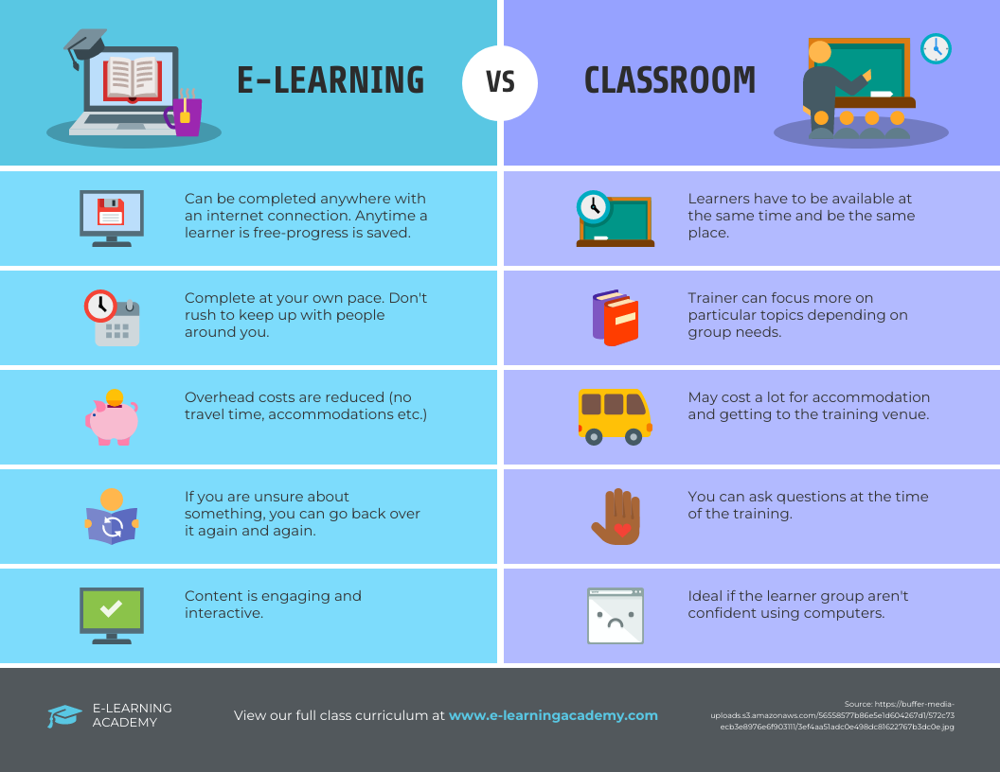 E-LEARNING
VS
CLASSROOM
Can be completed anywhere with
an internet connection. Anytime a
learner is free-progress is saved.
Learners have to be available at
the same time and be the same
place.
Complete at your own pace. Don't
rush to keep up with people
around you.
Trainer can focus more on
particular topics depending on
group needs.
Overhead costs are reduced (no
travel time, accommodations etc.)
May cost a lot for accommodation
and getting to the training venue.
If you are unsure about
something, you can go back over
it again and again.
You can ask questions at the time
of the training.
Content is engaging and
interactive.
Ideal if the learner group aren't
confident using computers.
E-LEARNING
ACADEMY
View our full class curriculum at www.e-learningacademy.com
Source: https://buffer-media-
uploads.s3.amazonaws.com/56558577b86e5e1d604267d1/572c73
ecb3e8976e6f903111/3ef4aa51adc0e498dc81622767b3dc0e.jpg